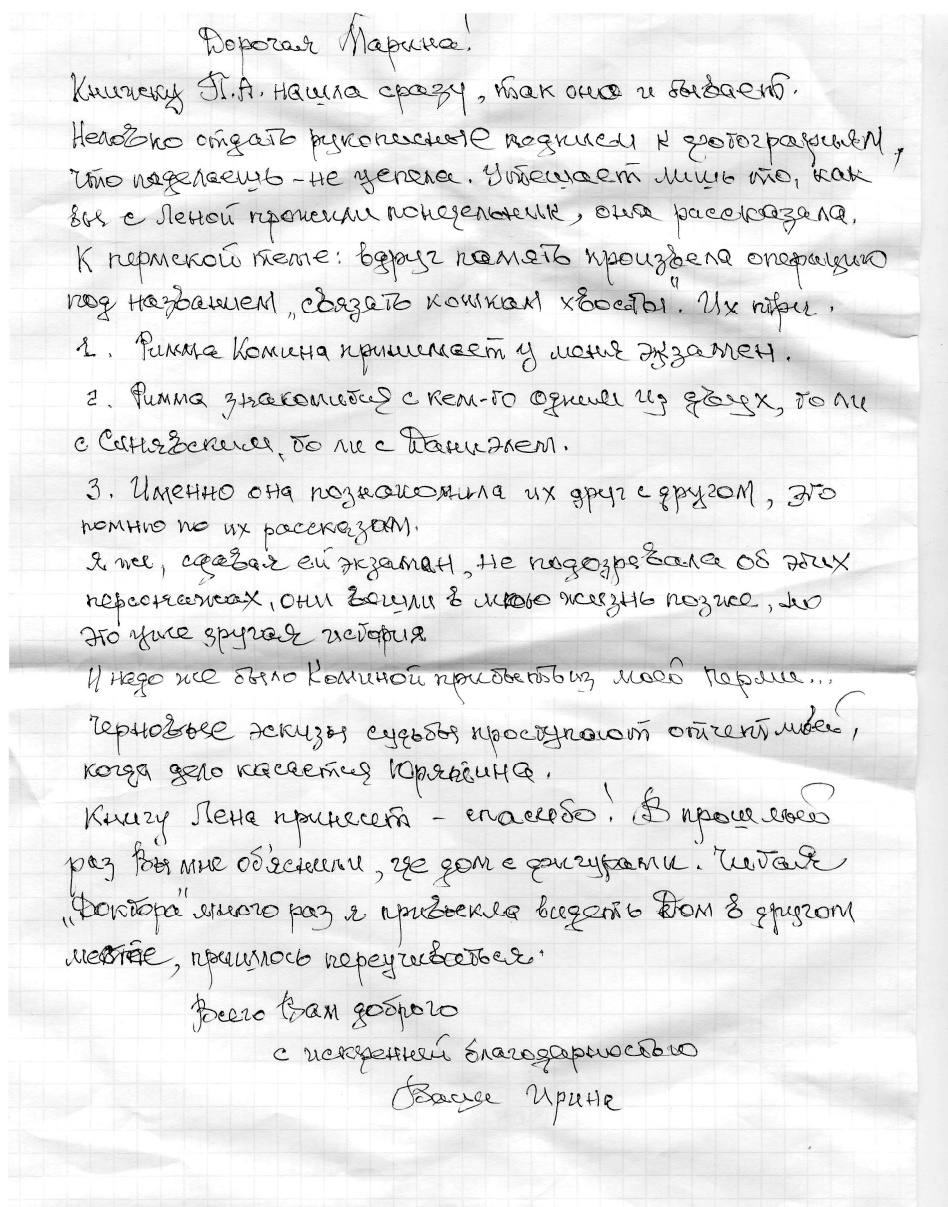 Дорогая Марина!
Книжку П.А. нашла сразу, так оно и бывает.
Неловко отдать рукописные подписи к фотографиям,
что поделаешь - не успела. Утешает лишь то, как
вы с Леной прожили понедельник, она рассказала.
К пермской теме: вдруг память произвела операцию
под названием „связать кошкам хвосты". Их три.
1. Римма Комина принимает у меня экзамен.
2. Римма знакомится с кем-то одним из двух, то ли
с Синявским, то ли с Даниэлем.
3. Именно она познакомила их друг с другом, это
помню по их рассказам.
Я же, сдавая ей экзамен, не подозревала об этих
персонажах, они вошли в мою жизнь позже, но
это уже другая история
И надо же было Коминой прибыть из моей Перми...
Черновые эскизы судьбы проступают отчетливей,
когда дело касается Юрятина.
Книгу Лена принесет - спасибо! В прошлый
раз Вы мне объяснили, где дом с фигурами. Читая
„Доктора" много раз я привыкла видеть Дом в другом
месте, пришлось переучиваться.
Всего Вам доброго
с искренней благодарностью
Ваша Ирина